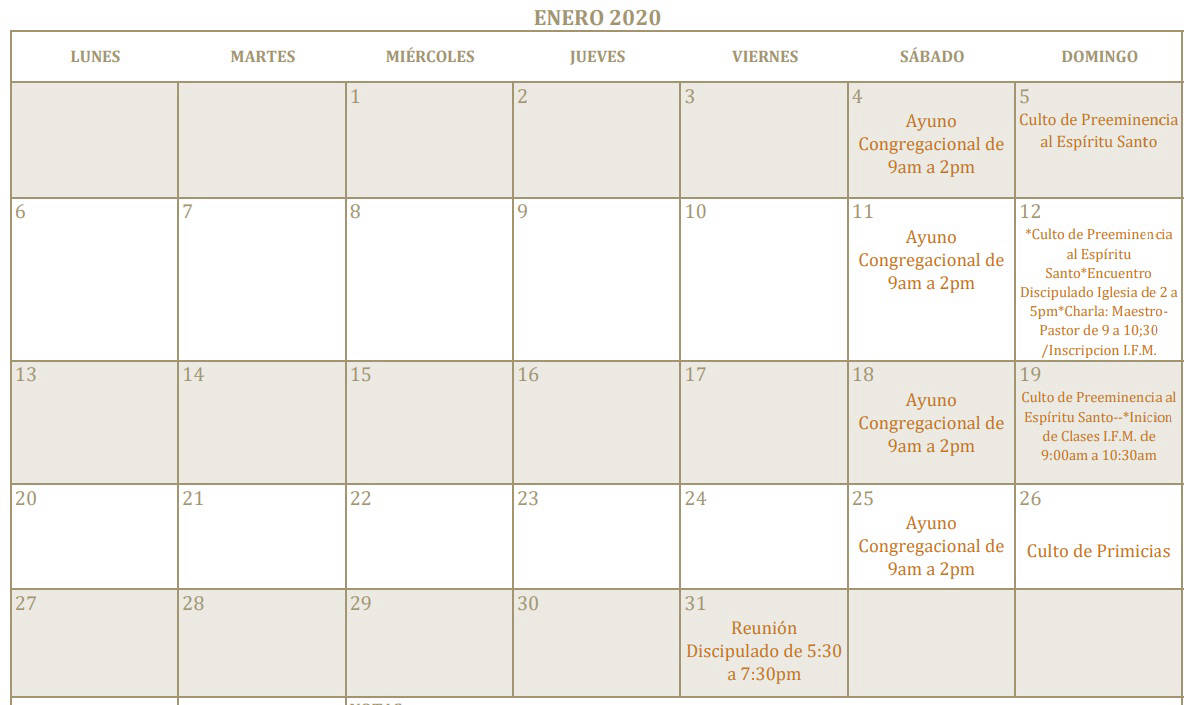 ENERO 2020
LUNES MARTES MIÉRCOLES JUEVES VIERNES SÁBADO DOMINGO
1 2 3 4 5
Ayuno
Congregacional de
9am a 2pm
Culto de Preeminencia
al Espíritu Santo
6 7 8 9 10 11 12
Ayuno
Congregacional de
9am a 2pm
*Culto de Preeminencia
al Espíritu
Santo*Encuentro
Discipulado Iglesia de 2 a
5pm*Charla: Maestro-
Pastor de 9 a 10;30
/Inscripcion I.F.M.
13 14 15 16 17 18 19
Ayuno
Congregacional de
9am a 2pm
Culto de Preeminencia al
Espíritu Santo--*Inicion
de Clases I.F.M. de
9:00am a 10:30am
20 21 22 23 24 25 26
Ayuno
Congregacional de
9am a 2pm
Culto de Primicias
27 28 29 30 31
Reunión
Discipulado de 5:30
a 7:30pm